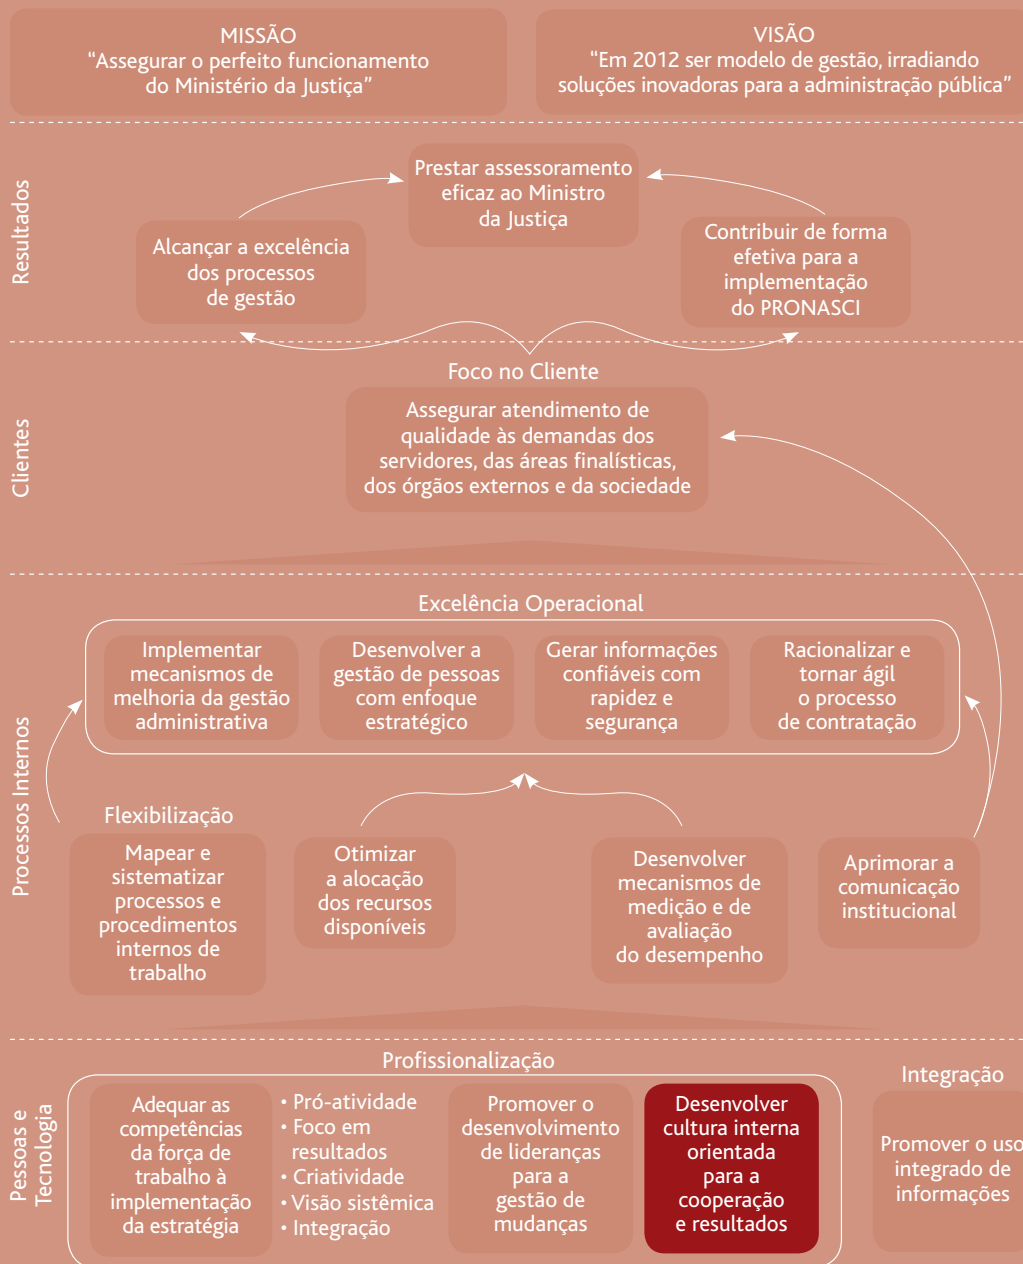 MISSÃO
“Assegurar o perfeito funcionamento
do Ministério da Justiça”
VISÃO
“Em 2012 ser modelo de gestão, irradiando
soluções inovadoras para a administração pública”
Resultados
Prestar assessoramento
eficaz ao Ministro
da Justiça
Alcançar a excelência
dos processos
de gestão
Contribuir de forma
efetiva para a
implementação
do PRONASCI
Clientes
Foco no Cliente
Assegurar atendimento de
qualidade às demandas dos
servidores, das áreas finalísticas,
dos órgãos externos e da sociedade
Processos Internos
Excelência Operacional
Implementar
mecanismos de
melhoria da gestão
administrativa
Desenvolver a
gestão de pessoas
com enfoque
estratégico
Gerar informações
confiáveis com
rapidez e
segurança
Racionalizar e
tornar ágil
o processo
de contratação
Flexibilização
Mapear e
sistematizar
processos e
procedimentos
internos de
trabalho
Otimizar
a alocação
dos recursos
disponíveis
Desenvolver
mecanismos de
medição e de
avaliação
do desempenho
Aprimorar a
comunicação
institucional
Pessoas e
Tecnologia
Profissionalização
Adequar as
competências
da força de
trabalho à
implementação
da estratégia
• Pró-atividade
• Foco em
resultados
• Criatividade
• Visão sistêmica
• Integração
Promover o
desenvolvimento
de lideranças
para a
gestão de
mudanças
Desenvolver
cultura interna
orientada
para a
cooperação
e resultados
Integração
Promover o uso
integrado de
informações